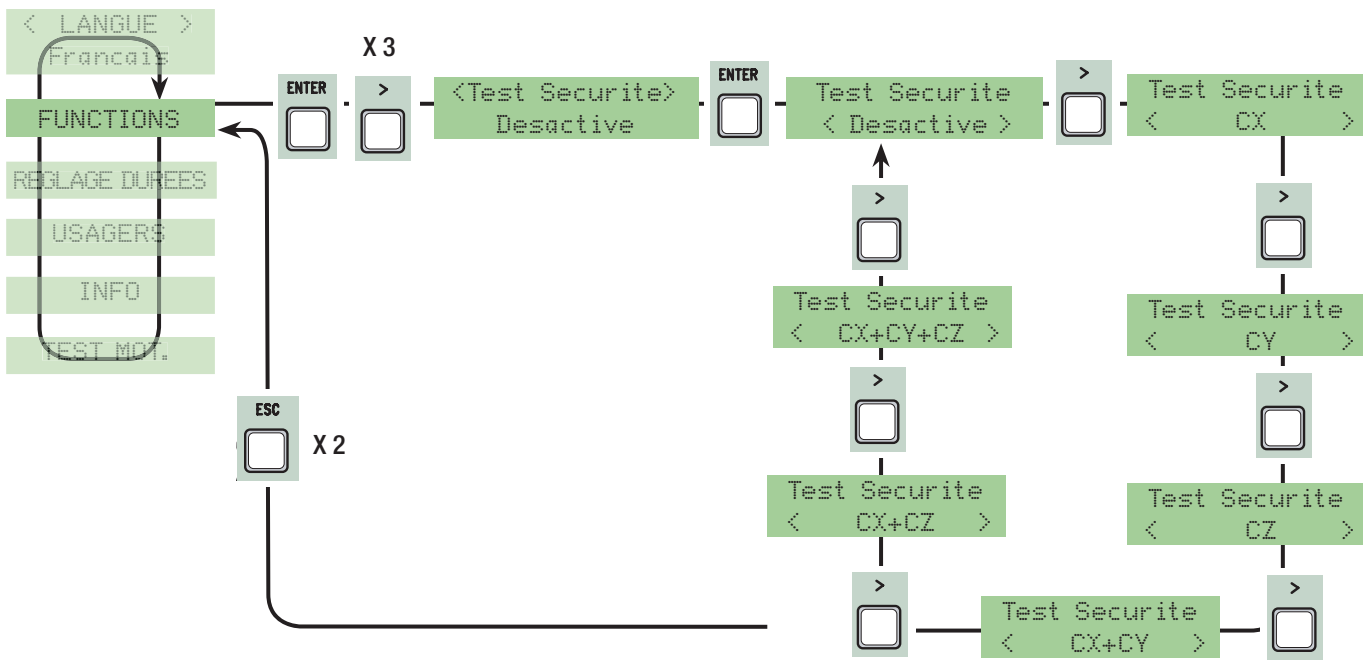 < LANGUE >
Francais
FUNCTIONS
REGLAGE DUREES
USAGERS
INFO
TEST MOT.
ENTER
X 3
>
<Test Securite>
Desactive
ENTER
Test Securite
< Desactive >
>
Test Securite
< CX >
>
Test Securite
< CY >
>
Test Securite
< CZ >
>
Test Securite
< CX+CY >
>
Test Securite
< CX+CZ >
>
Test Securite
< CX+CY+CZ >
>
ESC
X 2